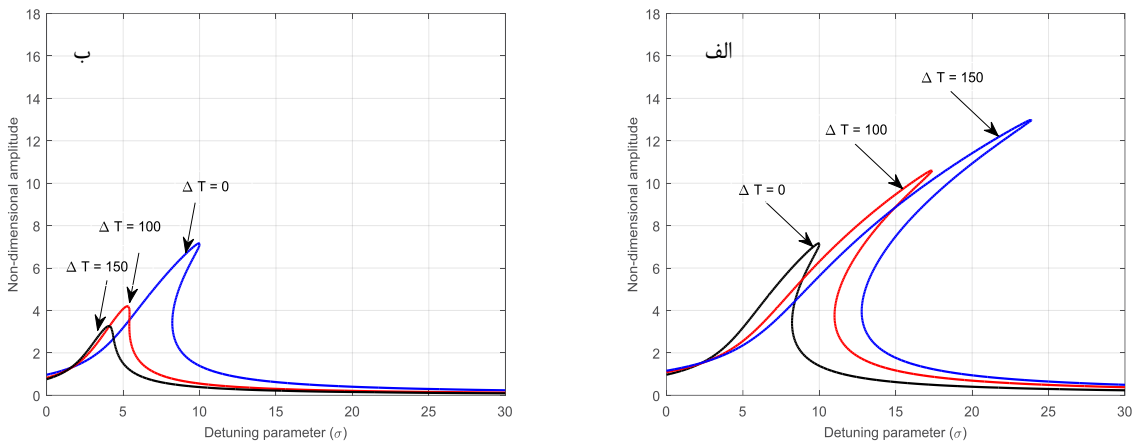 ب
Δ T = 0
Δ T = 100
Δ T = 150
Non-dimensional amplitude
18
16
14
12
10
8
6
4
2
0
0 5 10 15 20 25 30
Detuning parameter (σ)
الف
Δ T = 150
Δ T = 100
Δ T = 0
Non-dimensional amplitude
18
16
14
12
10
8
6
4
2
0
0 5 10 15 20 25 30
Detuning parameter (σ)